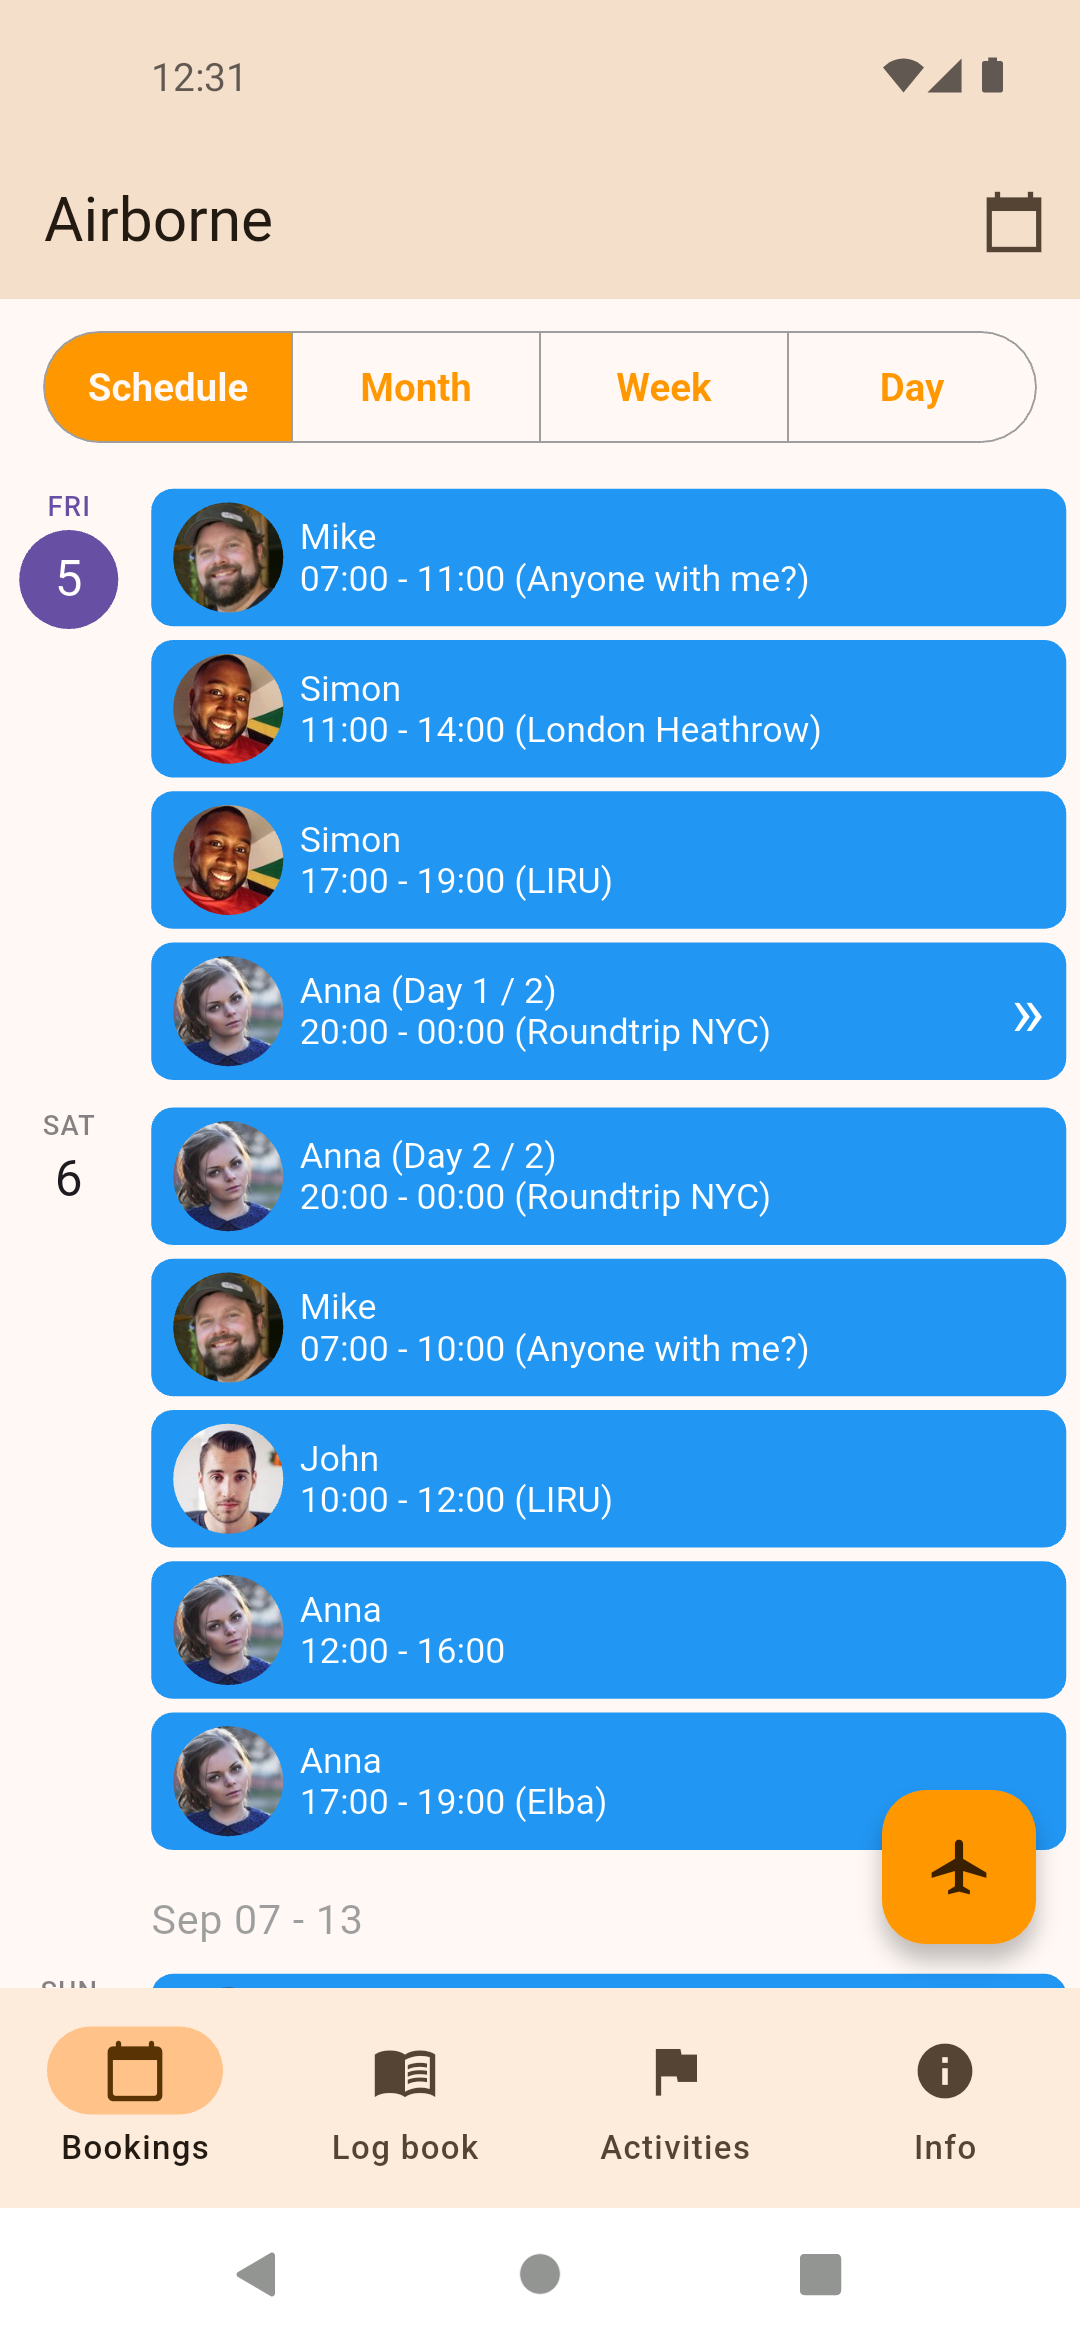 12:31
Airborne
Schedule
Month
Week
Day
FRI
5
Mike
07:00 - 11:00 (Anyone with me?)
Simon
11:00 - 14:00 (London Heathrow)
Simon
17:00 - 19:00 (LIRU)
Anna (Day 1 / 2)
20:00 - 00:00 (Roundtrip NYC)
»
SAT
6
Anna (Day 2 / 2)
20:00 - 00:00 (Roundtrip NYC)
Mike
07:00 - 10:00 (Anyone with me?)
John
10:00 - 12:00 (LIRU)
Anna
12:00 - 16:00
Anna
17:00 - 19:00 (Elba)
Sep 07 - 13
SUN
Bookings
Log book
Activities
Info